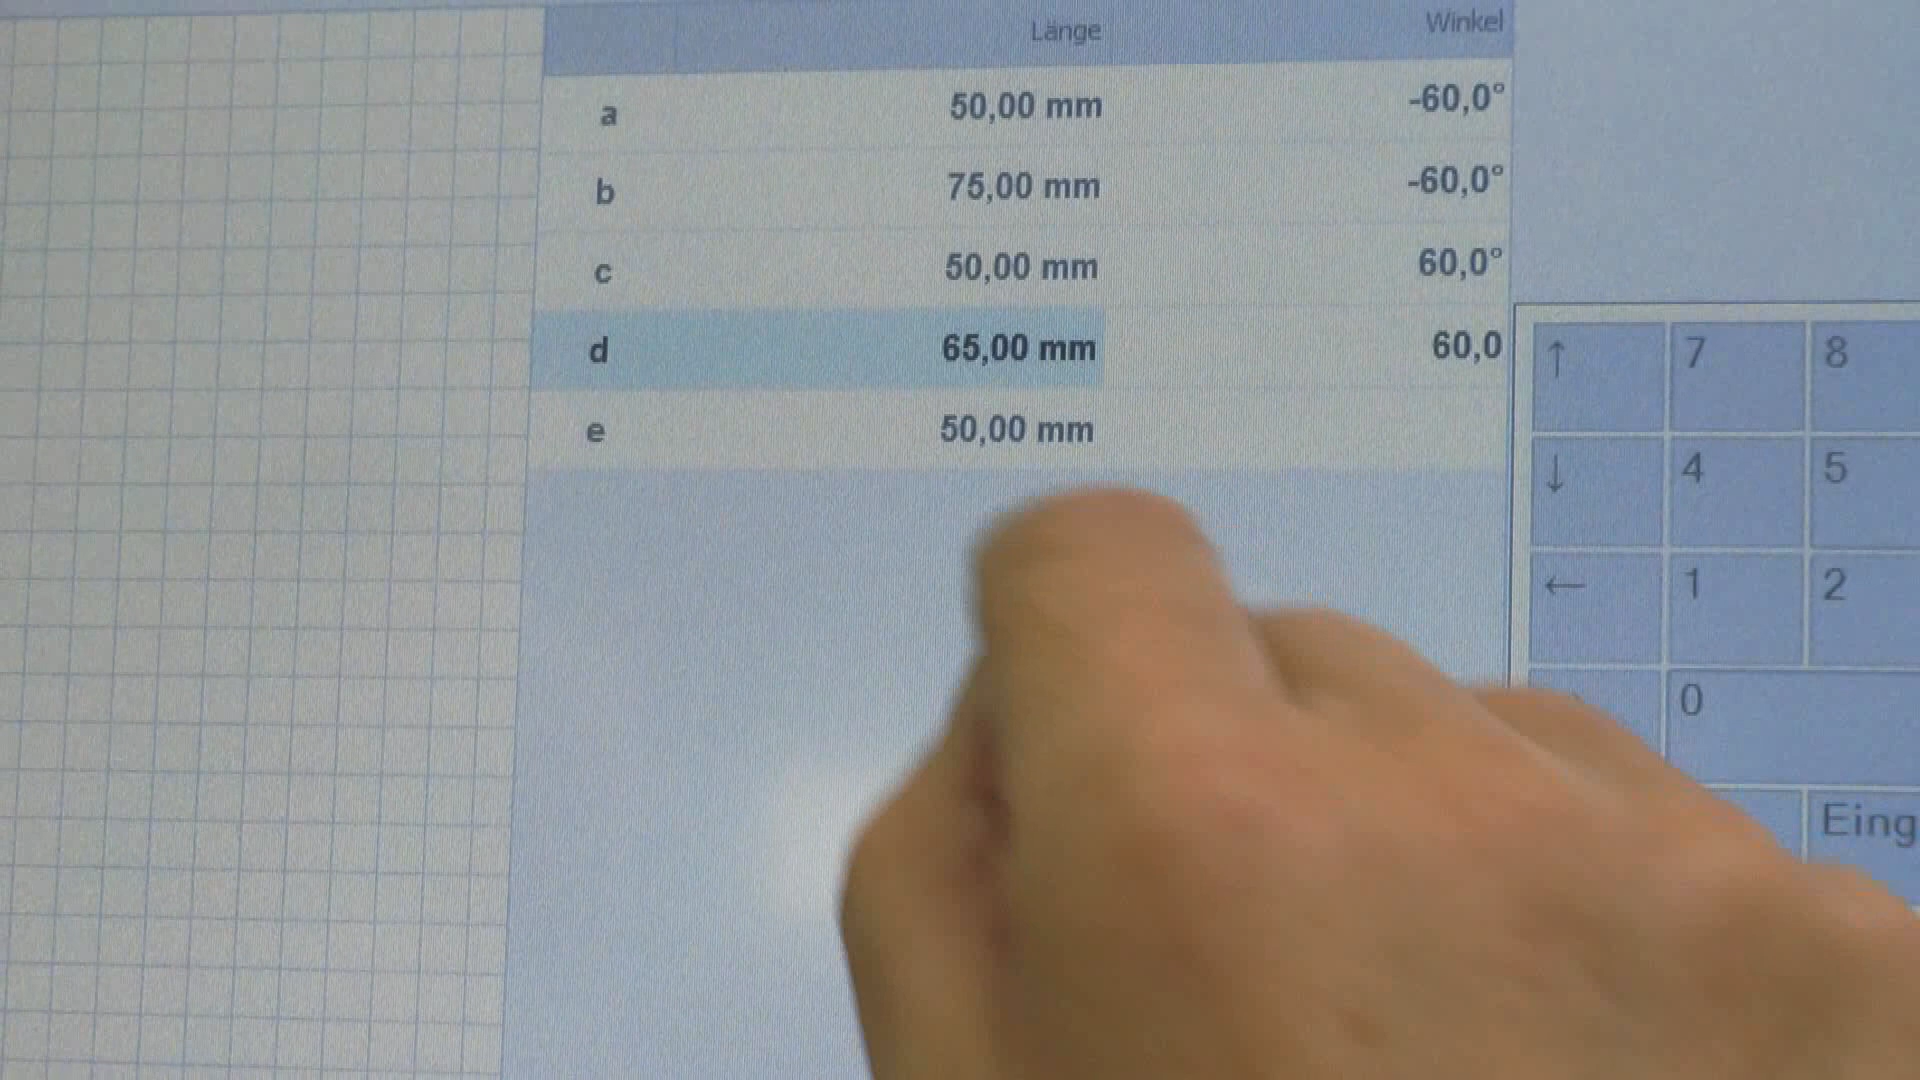 Länge Winkel
a 50,00 mm -60,0°
b 75,00 mm -60,0°
c 50,00 mm 60,0°
d 65,00 mm 60,0
e 50,00 mm
↑ 7 8
↓ 4 5
← 1 2
0
Eing